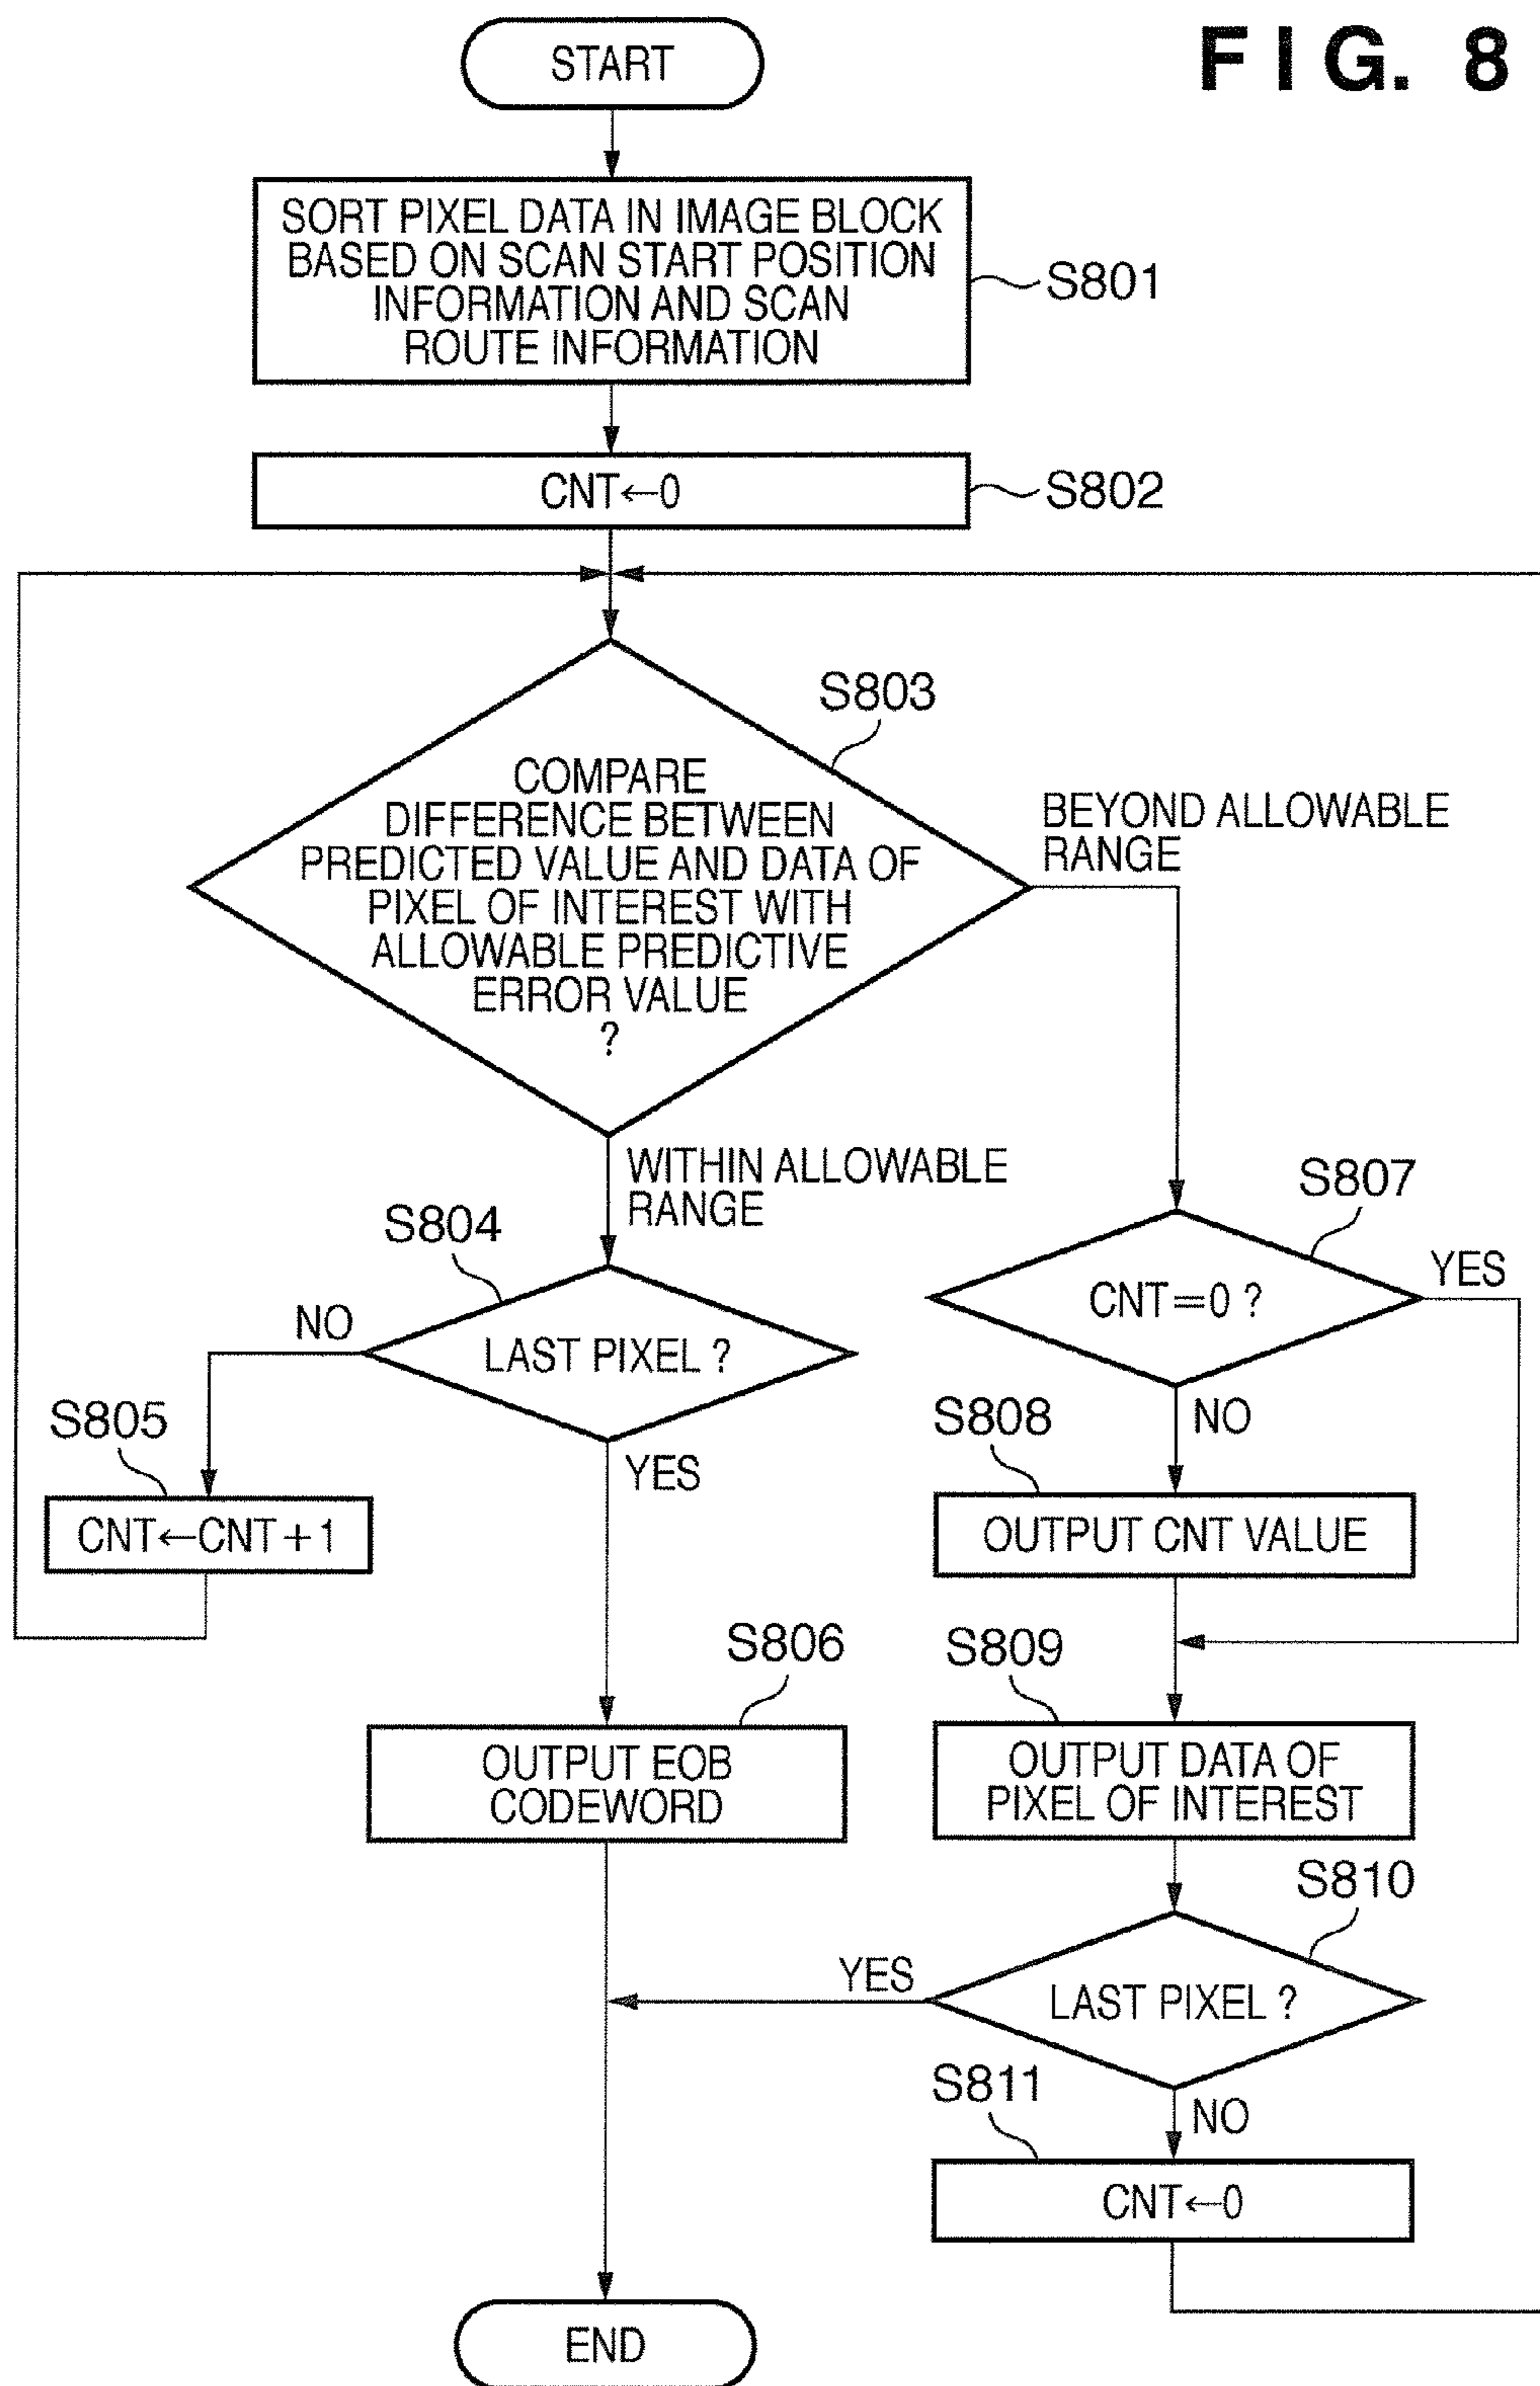 FIG. 8
START
SORT PIXEL DATA IN IMAGE BLOCK
BASED ON SCAN START POSITION
INFORMATION AND SCAN
ROUTE INFORMATION
S801
CNT←0
S802
S803
COMPARE
DIFFERENCE BETWEEN
PREDICTED VALUE AND DATA OF
PIXEL OF INTEREST WITH
ALLOWABLE PREDICTIVE
ERROR VALUE
?
BEYOND ALLOWABLE
RANGE
WITHIN ALLOWABLE
RANGE
S804
LAST PIXEL ?
NO
YES
S805
CNT←CNT+1
S806
OUTPUT EOB
CODEWORD
S807
CNT=0 ?
YES
NO
S808
OUTPUT CNT VALUE
S809
OUTPUT DATA OF
PIXEL OF INTEREST
S810
LAST PIXEL ?
YES
NO
S811
CNT←0
END